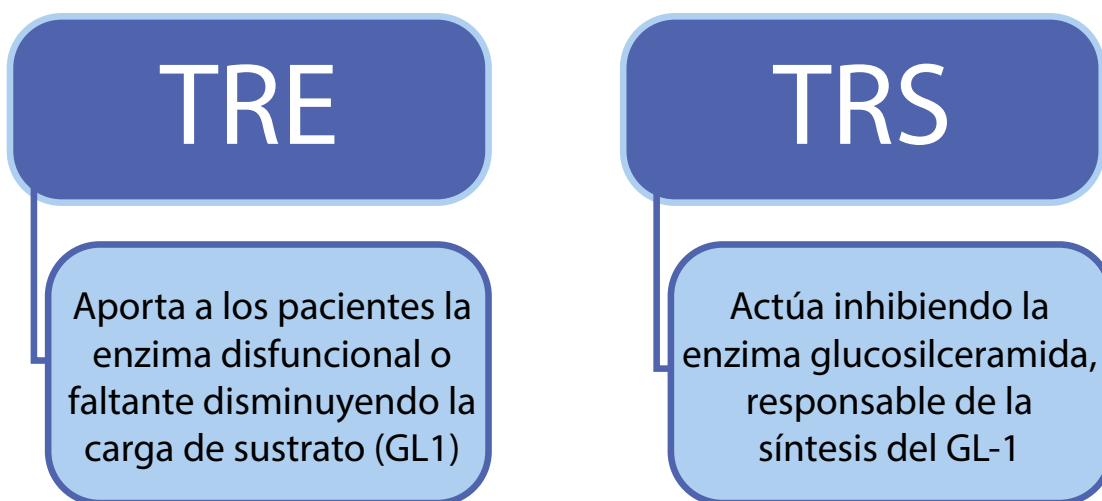 TRE
Aporta a los pacientes la
enzima disfuncional o
faltante disminuyendo la
carga de sustrato (GL1)
TRS
Actúa inhibiendo la
enzima glucosilceramida,
responsable de la
síntesis del GL-1